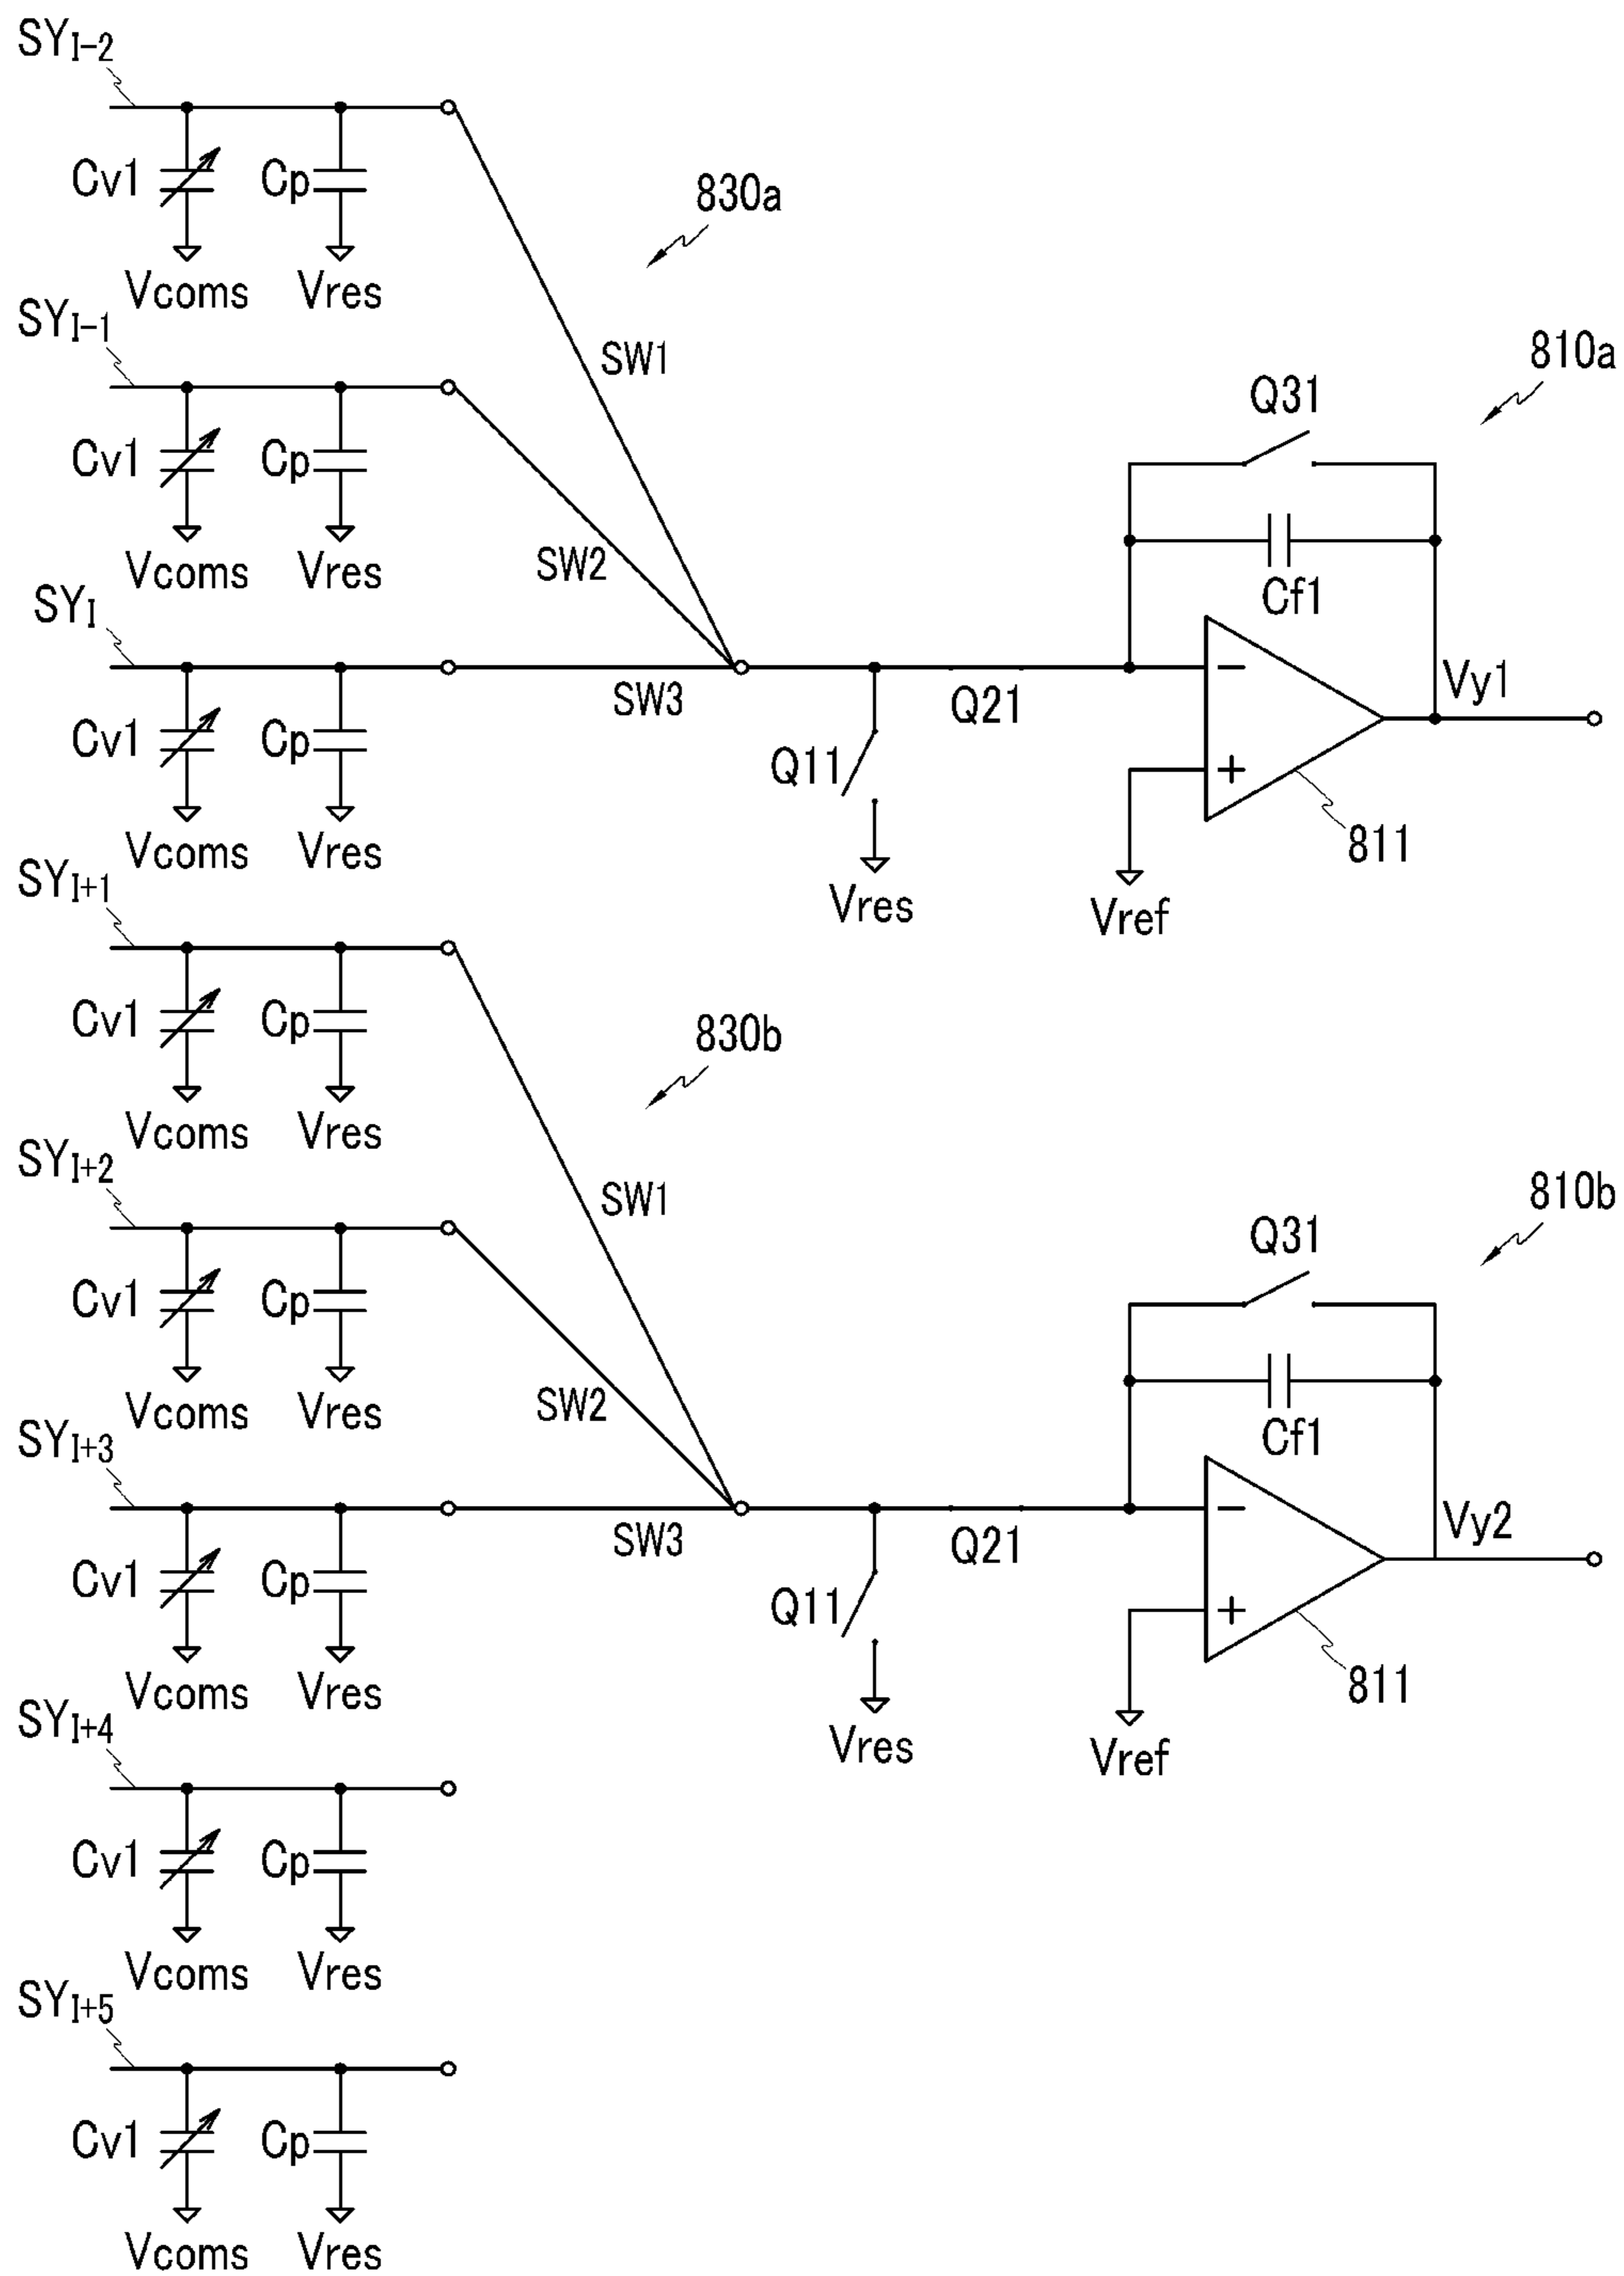 SYI-2
Cv1 Cp
Vcoms Vres
830a
SW1
SYI-1
Cv1 Cp
Vcoms Vres
SW2
810a
Q31
Cf1
SYI
SW3
Q21
Vy1
Cv1 Cp
Q11
811
Vcoms Vres
Vres
Vref
SYI+1
Cv1 Cp
Vcoms Vres
830b
SW1
SYI+2
Cv1 Cp
Vcoms Vres
SW2
810b
Q31
Cf1
SYI+3
SW3
Q21
Vy2
Cv1 Cp
Q11
811
Vcoms Vres
Vres
Vref
SYI+4
Cv1 Cp
Vcoms Vres
SYI+5
Cv1 Cp
Vcoms Vres